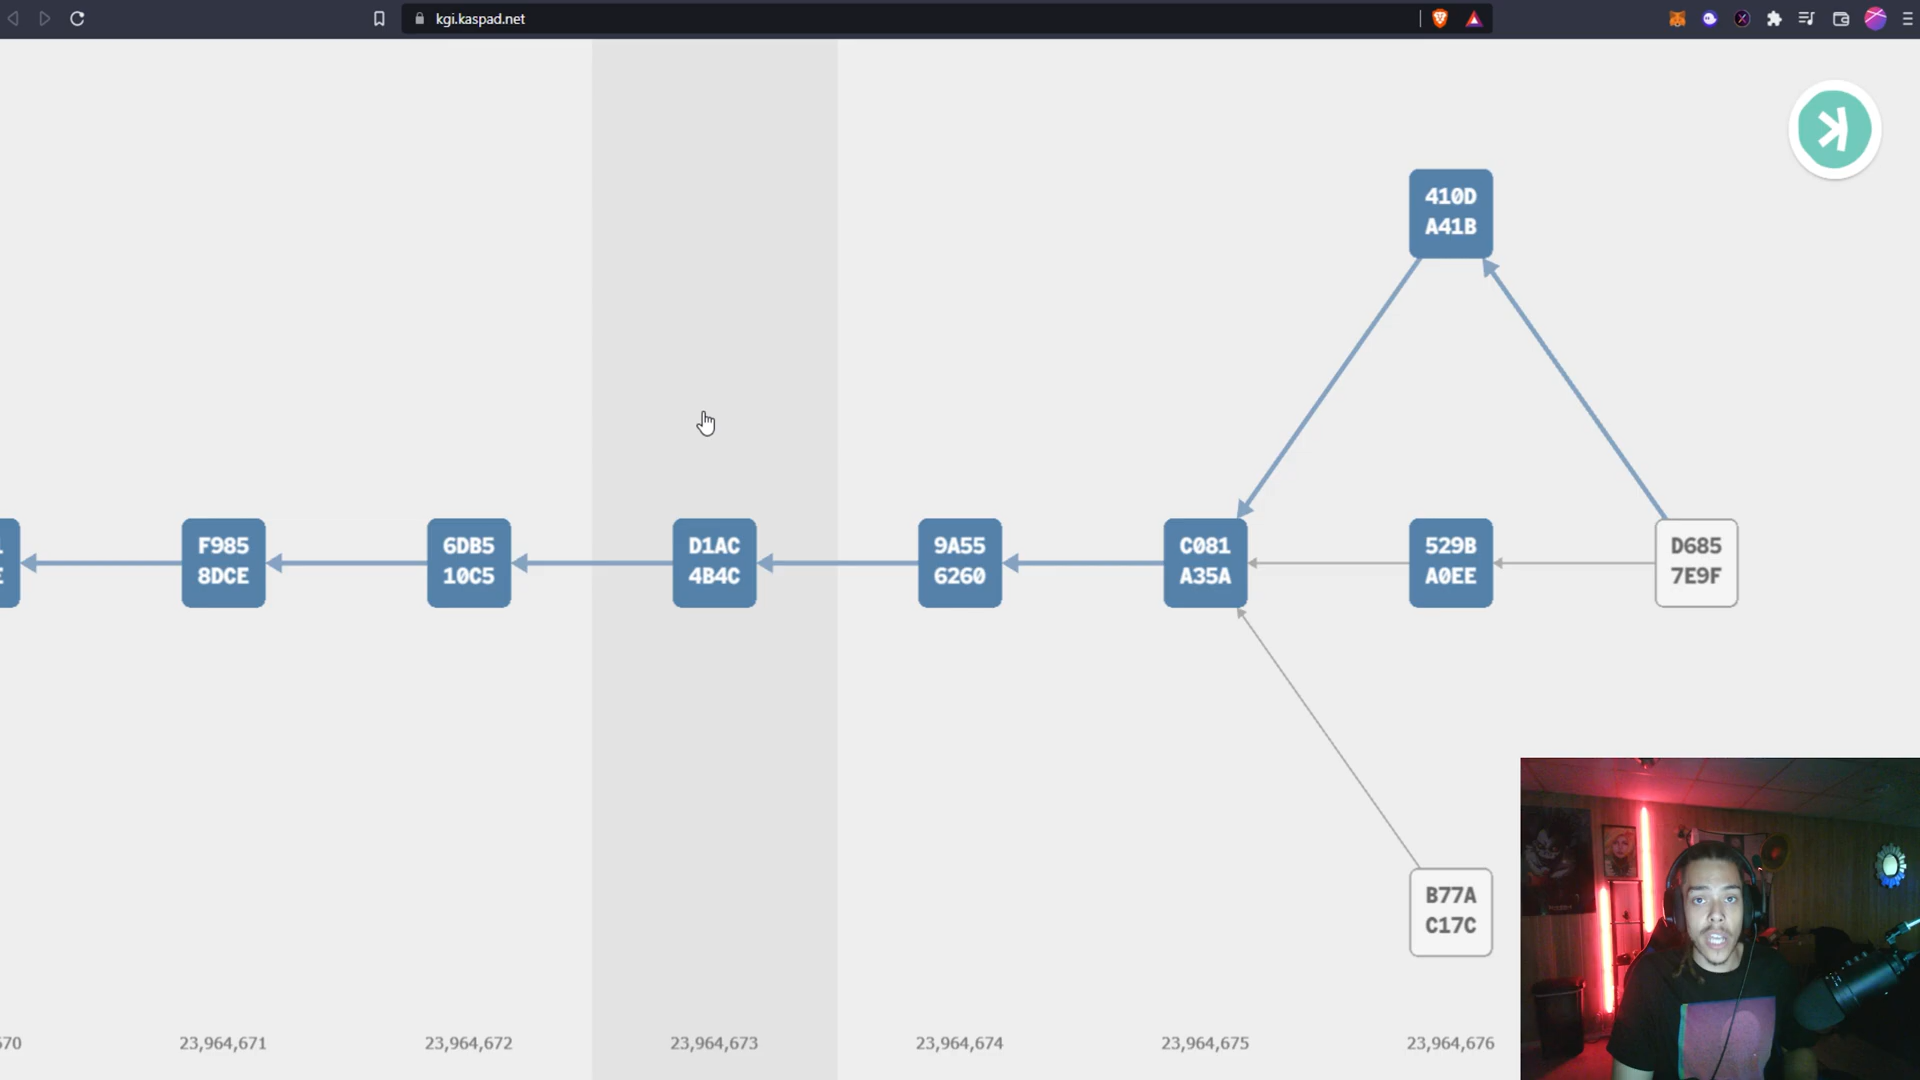 kgi.kaspad.net
410D
A41B
F985
8DCE
6DB5
10C5
D1AC
4B4C
9A55
6260
C081
A35A
529B
A0EE
D685
7E9F
B77A
C17C
23,964,671
23,964,672
23,964,673
23,964,674
23,964,675
23,964,676